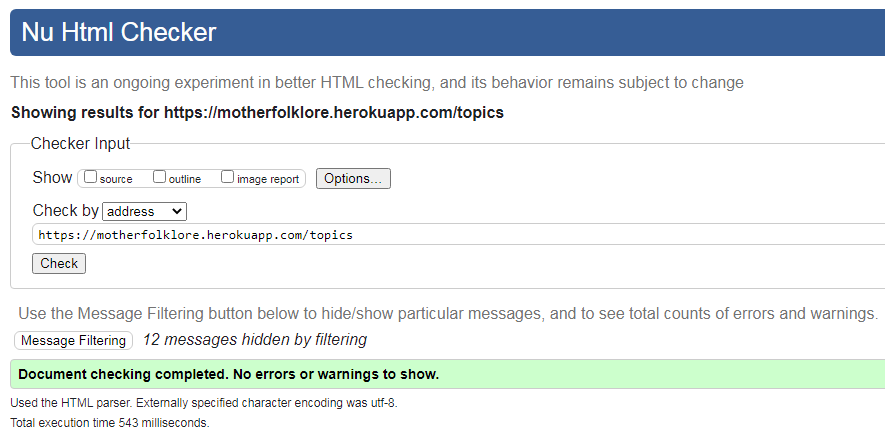 Nu Html Checker
This tool is an ongoing experiment in better HTML checking, and its behavior remains subject to change
Showing results for https://motherfolklore.herokuapp.com/topics
Checker Input
Show source outline image report Options...
Check by address
https://motherfolklore.herokuapp.com/topics
Check
Use the Message Filtering button below to hide/show particular messages, and to see total counts of errors and warnings.
Message Filtering 12 messages hidden by filtering
Document checking completed. No errors or warnings to show.
Used the HTML parser. Externally specified character encoding was utf-8.
Total execution time 543 milliseconds.